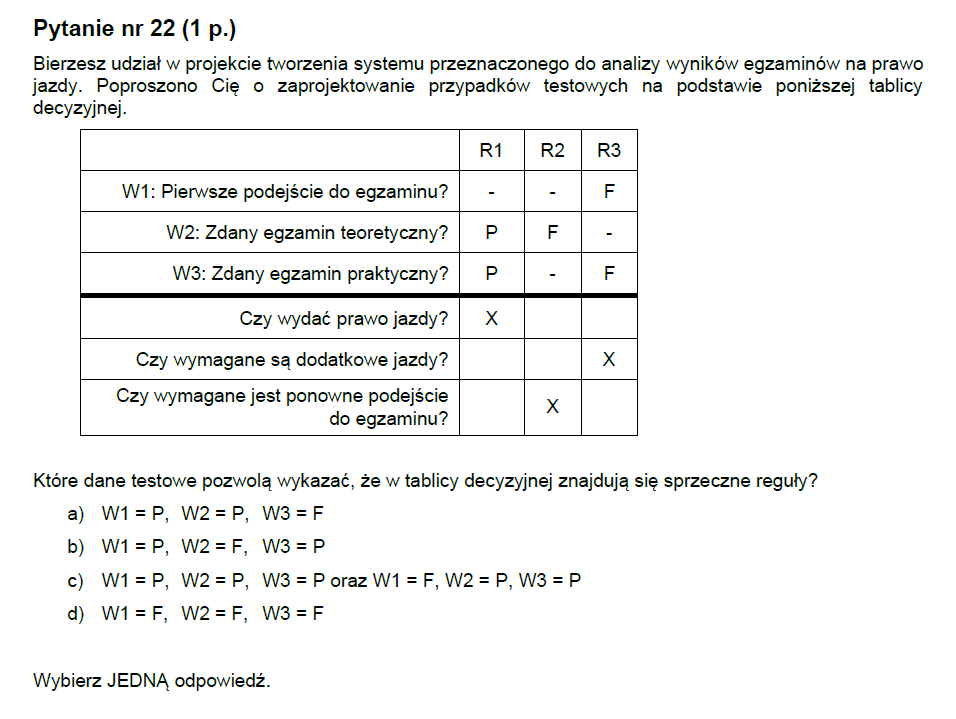 Pytanie nr 22 (1 p.)
Bierzesz udział w projekcie tworzenia systemu przeznaczonego do analizy wyników egzaminów na prawo
jazdy. Poproszono Cię o zaprojektowanie przypadków testowych na podstawie poniższej tablicy
decyzyjnej.
R1 R2 R3
W1: Pierwsze podejście do egzaminu? - - F
W2: Zdany egzamin teoretyczny? P F -
W3: Zdany egzamin praktyczny? P - F
Czy wydać prawo jazdy? X
Czy wymagane są dodatkowe jazdy? X
Czy wymagane jest ponowne podejście
do egzaminu? X
Które dane testowe pozwolą wykazać, że w tablicy decyzyjnej znajdują się sprzeczne reguły?
a) W1 = P, W2 = P, W3 = F
b) W1 = P, W2 = F, W3 = P
c) W1 = P, W2 = P, W3 = P oraz W1 = F, W2 = P, W3 = P
d) W1 = F, W2 = F, W3 = F
Wybierz JEDNĄ odpowiedź.